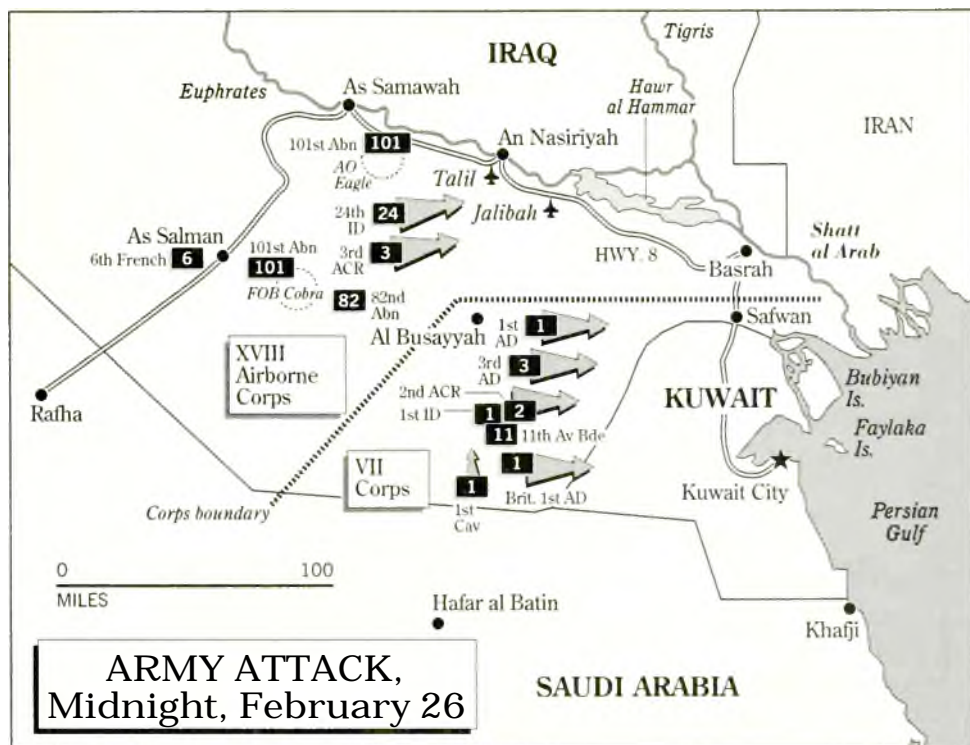 IRAQ
Tigris
Euphrates
As Samawah
Hawr
al Hammar
IRAN
101st Abn
101
AO
Eagle
An Nasiriyah
Talil
Jalibah
24th
ID
24
3rd
ACR
3
As Salman
6th French
6
101st Abn
101
FOB Cobra
82
82nd
Abn
HWY. 8
Basrah
Shatt
al Arab
Safwan
Al Busayyah
1st
AD
1
3rd
AD
3
2nd ACR
2
1st ID
1
11
11th Av Bde
1
Brit. 1st AD
1
1st
Cav
XVIII
Airborne
Corps
VII
Corps
Rafha
Corps boundary
KUWAIT
Bubiyan
Is.
Faylaka
Is.
Kuwait City
Persian
Gulf
0
100
MILES
Hafar al Batin
Khafji
SAUDI ARABIA
ARMY ATTACK,
Midnight, February 26